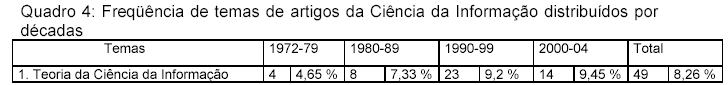 Quadro 4: Freqüência de temas de artigos da Ciência da Informação distribuídos por
décadas
Temas 1972-79 1980-89 1990-99 2000-04 Total
1. Teoria da Ciência da Informação 4 4,65 % 8 7,33 % 23 9,2 % 14 9,45 % 49 8,26 %